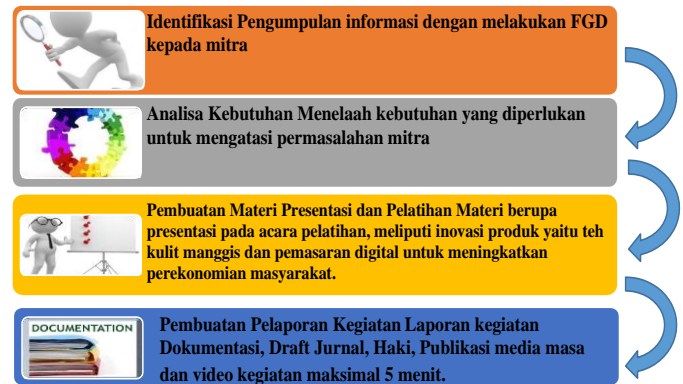 Identifikasi Pengumpulan informasi dengan melakukan FGD
kepada mitra
Analisa Kebutuhan Menelaah kebutuhan yang diperlukan
untuk mengatasi permasalahan mitra
Pembuatan Materi Presentasi dan Pelatihan Materi berupa
presentasi pada acara pelatihan, meliputi inovasi produk yaitu teh
kulit manggis dan pemasaran digital untuk meningkatkan
perekonomian masyarakat.
DOCUMENTATION
Pembuatan Pelaporan Kegiatan Laporan kegiatan
Dokumentasi, Draft Jurnal, Haki, Publikasi media masa
dan video kegiatan maksimal 5 menit.